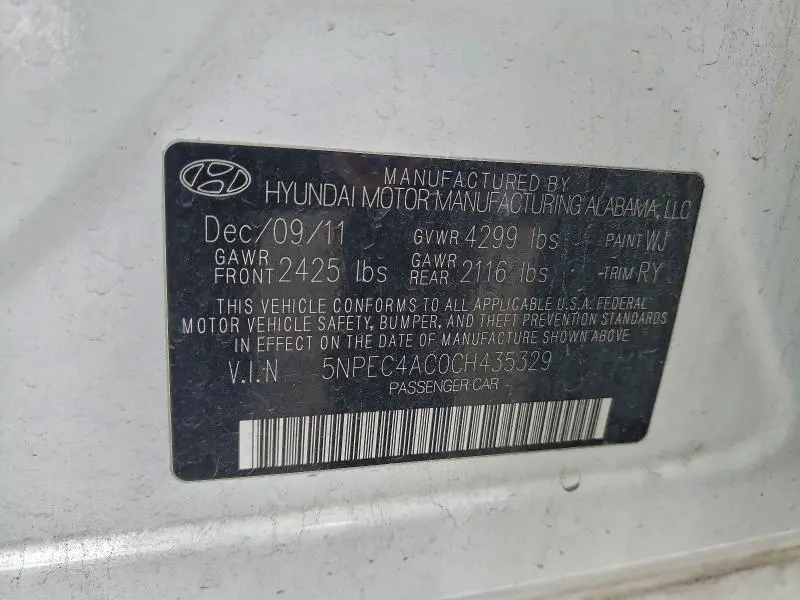 MANUFACTURED BY
HYUNDAI MOTOR MANUFACTURING ALABAMA, LLC
Dec/09/11 GVWR 4299 lbs PAINT WJ
GAWR FRONT 2425 lbs GAWR REAR 2116 lbs TRIM RY
THIS VEHICLE CONFORMS TO ALL APPLICABLE U.S.A. FEDERAL
MOTOR VEHICLE SAFETY, BUMPER, AND THEFT PREVENTION STANDARDS
IN EFFECT ON THE DATE OF MANUFACTURE SHOWN ABOVE
V.I.N 5NPEC4AC0CH435329
PASSENGER CAR